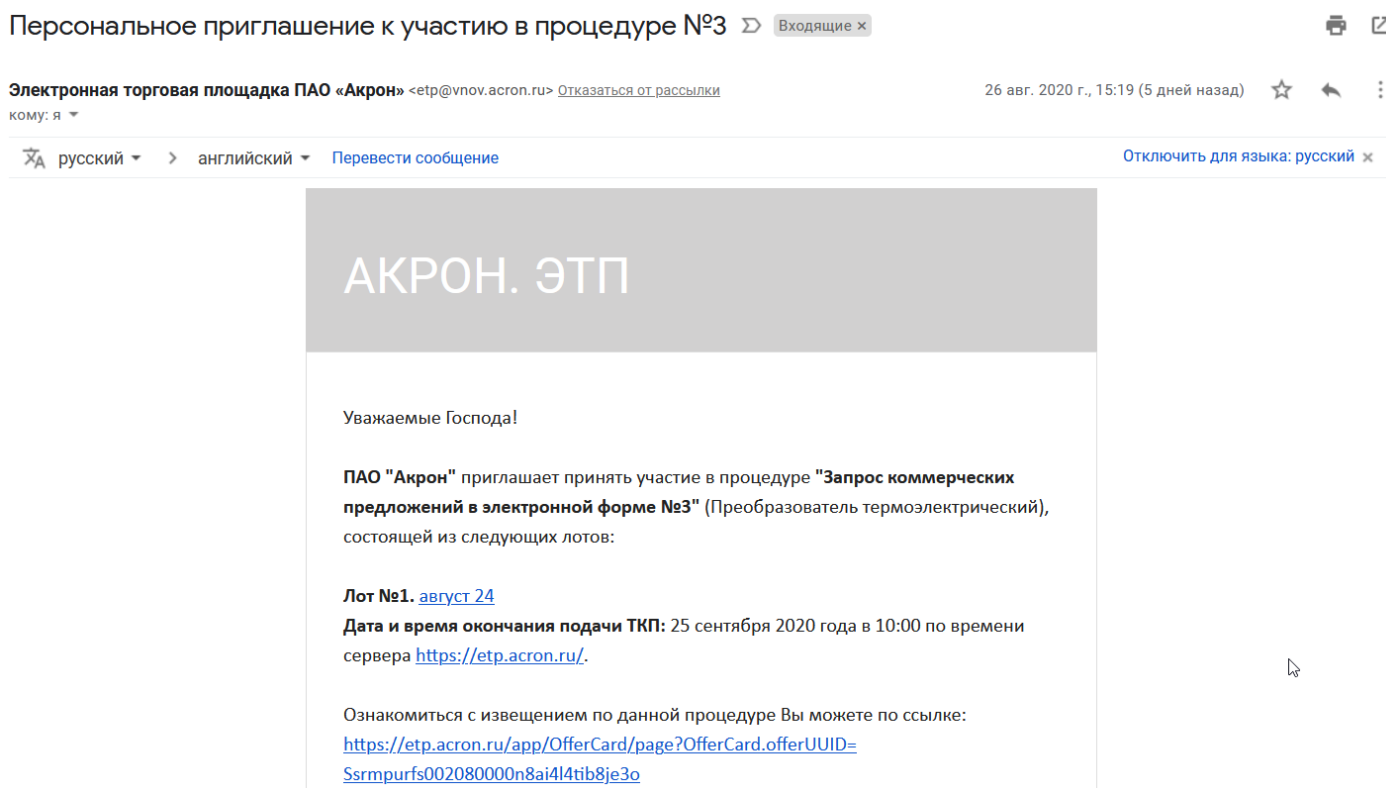 Персональное приглашение к участию в процедуре №3 Входящие ×
Электронная торговая площадка ПАО «Акрон» <etp@vnov.acron.ru> Отказаться от рассылки 26 авг. 2020 г., 15:19 (5 дней назад)
кому: я
русский > английский Перевести сообщение Отключить для языка: русский ×
АКРОН. ЭТП
Уважаемые Господа!
ПАО "Акрон" приглашает принять участие в процедуре "Запрос коммерческих
предложений в электронной форме №3" (Преобразователь термоэлектрический),
состоящей из следующих лотов:
Лот №1. август 24
Дата и время окончания подачи ТКП: 25 сентября 2020 года в 10:00 по времени
сервера https://etp.acron.ru/.
Ознакомиться с извещением по данной процедуре Вы можете по ссылке:
https://etp.acron.ru/app/OfferCard/page?OfferCard.offerUUID=
Ssrmpurfs002080000n8ai4l4tib8je3o